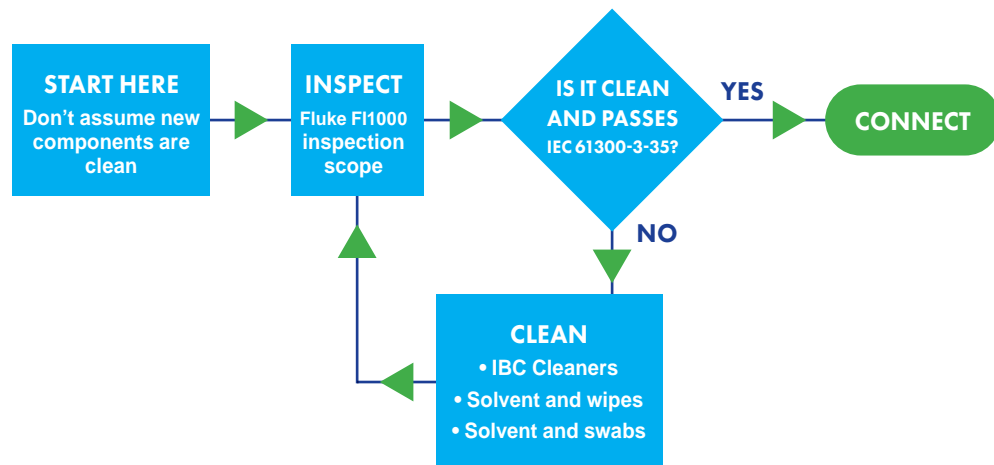 START HERE
Don't assume new
components are
clean
INSPECT
Fluke FI1000
inspection
scope
IS IT CLEAN
AND PASSES
IEC 61300-3-35?
YES
CONNECT
NO
CLEAN
• IBC Cleaners
• Solvent and wipes
• Solvent and swabs